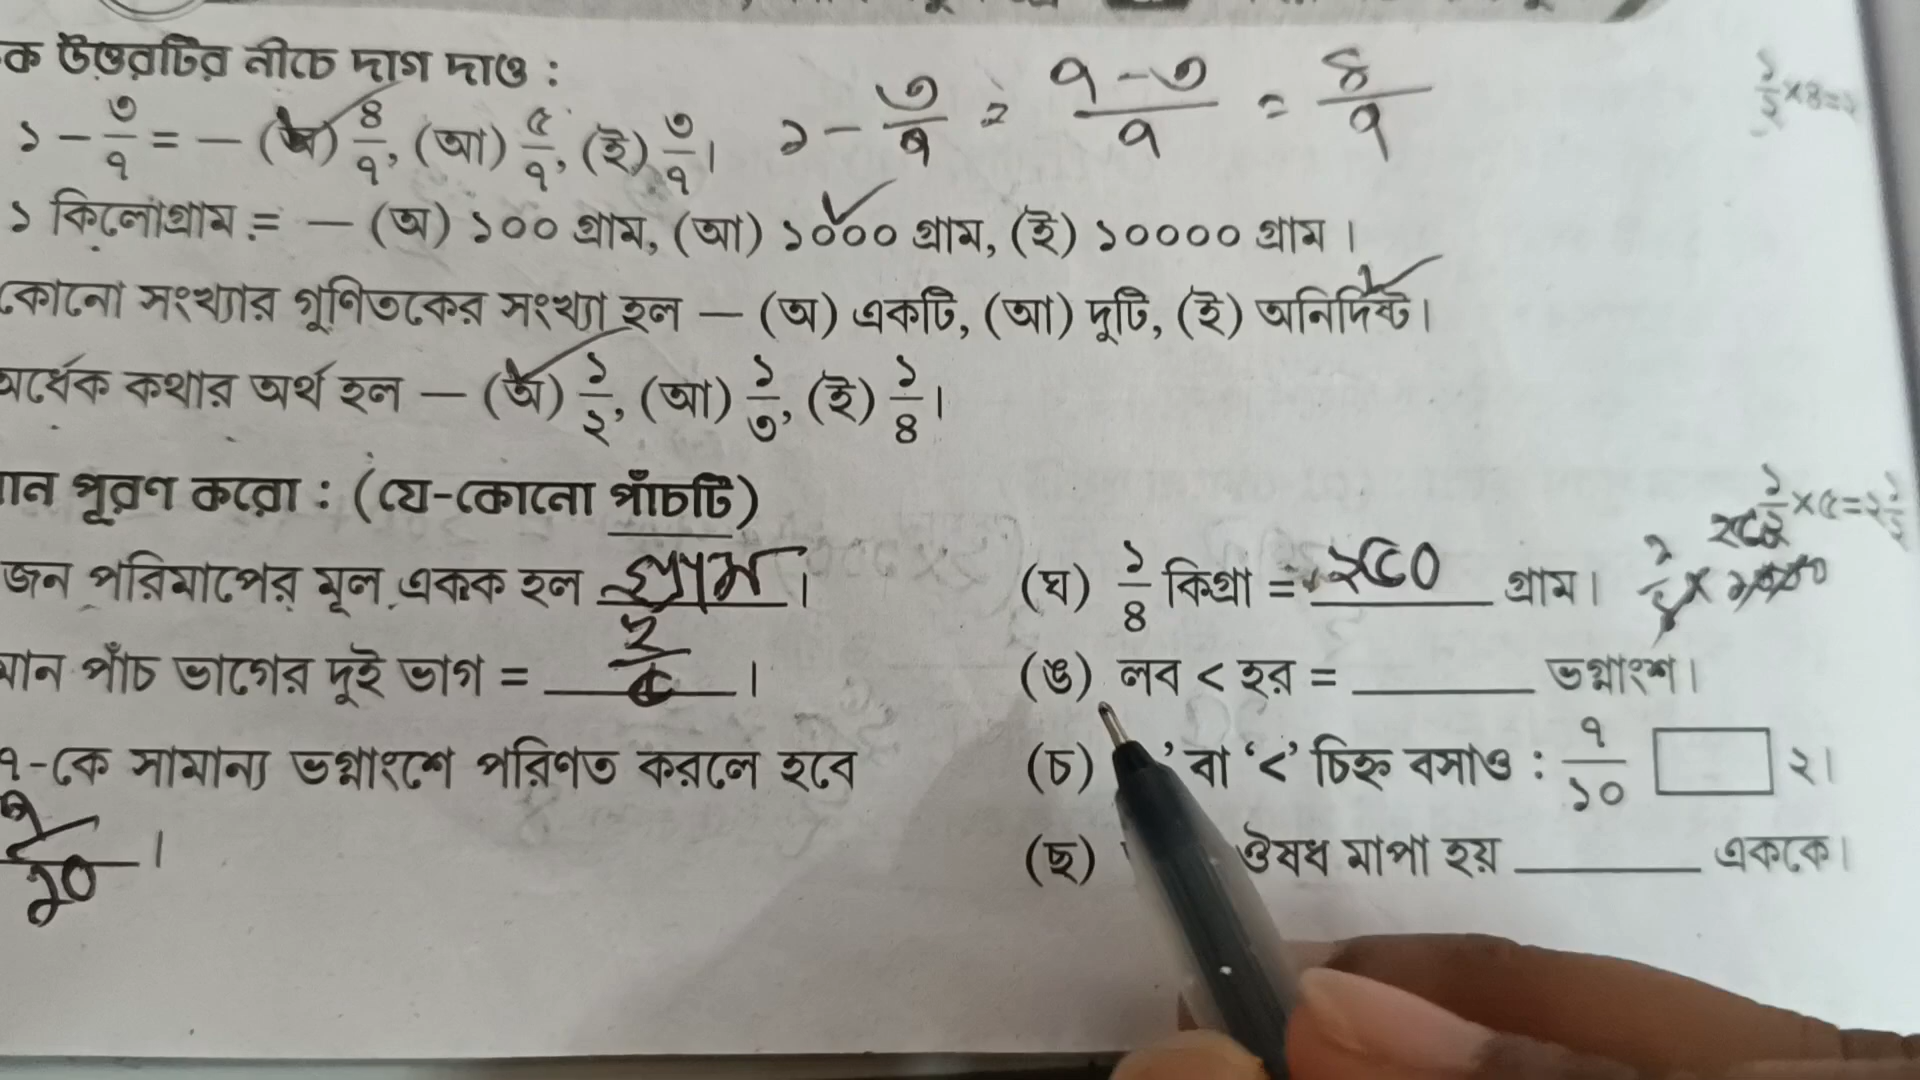 ক উত্তরটির নীচে দাগ দাও :
১ – ৩/৭ = — (অ) ৪/৭, (আ) ৫/৭, (ই) ৩/৭। ১ – ৩/৭ = ৭ – ৩/৭ = ৪/৭
১ কিলোগ্রাম = — (অ) ১০০ গ্রাম, (আ) ১০০০ গ্রাম, (ই) ১০০০০ গ্রাম।
কোনো সংখ্যার গুণিতকের সংখ্যা হল — (অ) একটি, (আ) দুটি, (ই) অনির্দিষ্ট।
অর্ধেক কথার অর্থ হল — (অ) ১/২, (আ) ১/৩, (ই) ১/৪।
ান পূরণ করো : (যে-কোনো পাঁচটি)
জন পরিমাপের মূল একক হল গ্রাম।
(ঘ) ১/৪ কিগ্রা = ২৫০ গ্রাম।
মান পাঁচ ভাগের দুই ভাগ = ২/৫।
(ঙ) লব < হর = ______ ভগ্নাংশ।
৭-কে সামান্য ভগ্নাংশে পরিণত করলে হবে
৭/১০।
(চ) ’ বা ‘<’ চিহ্ন বসাও : ৭/১০ ২।
(ছ) ঔষধ মাপা হয় ______ এককে।